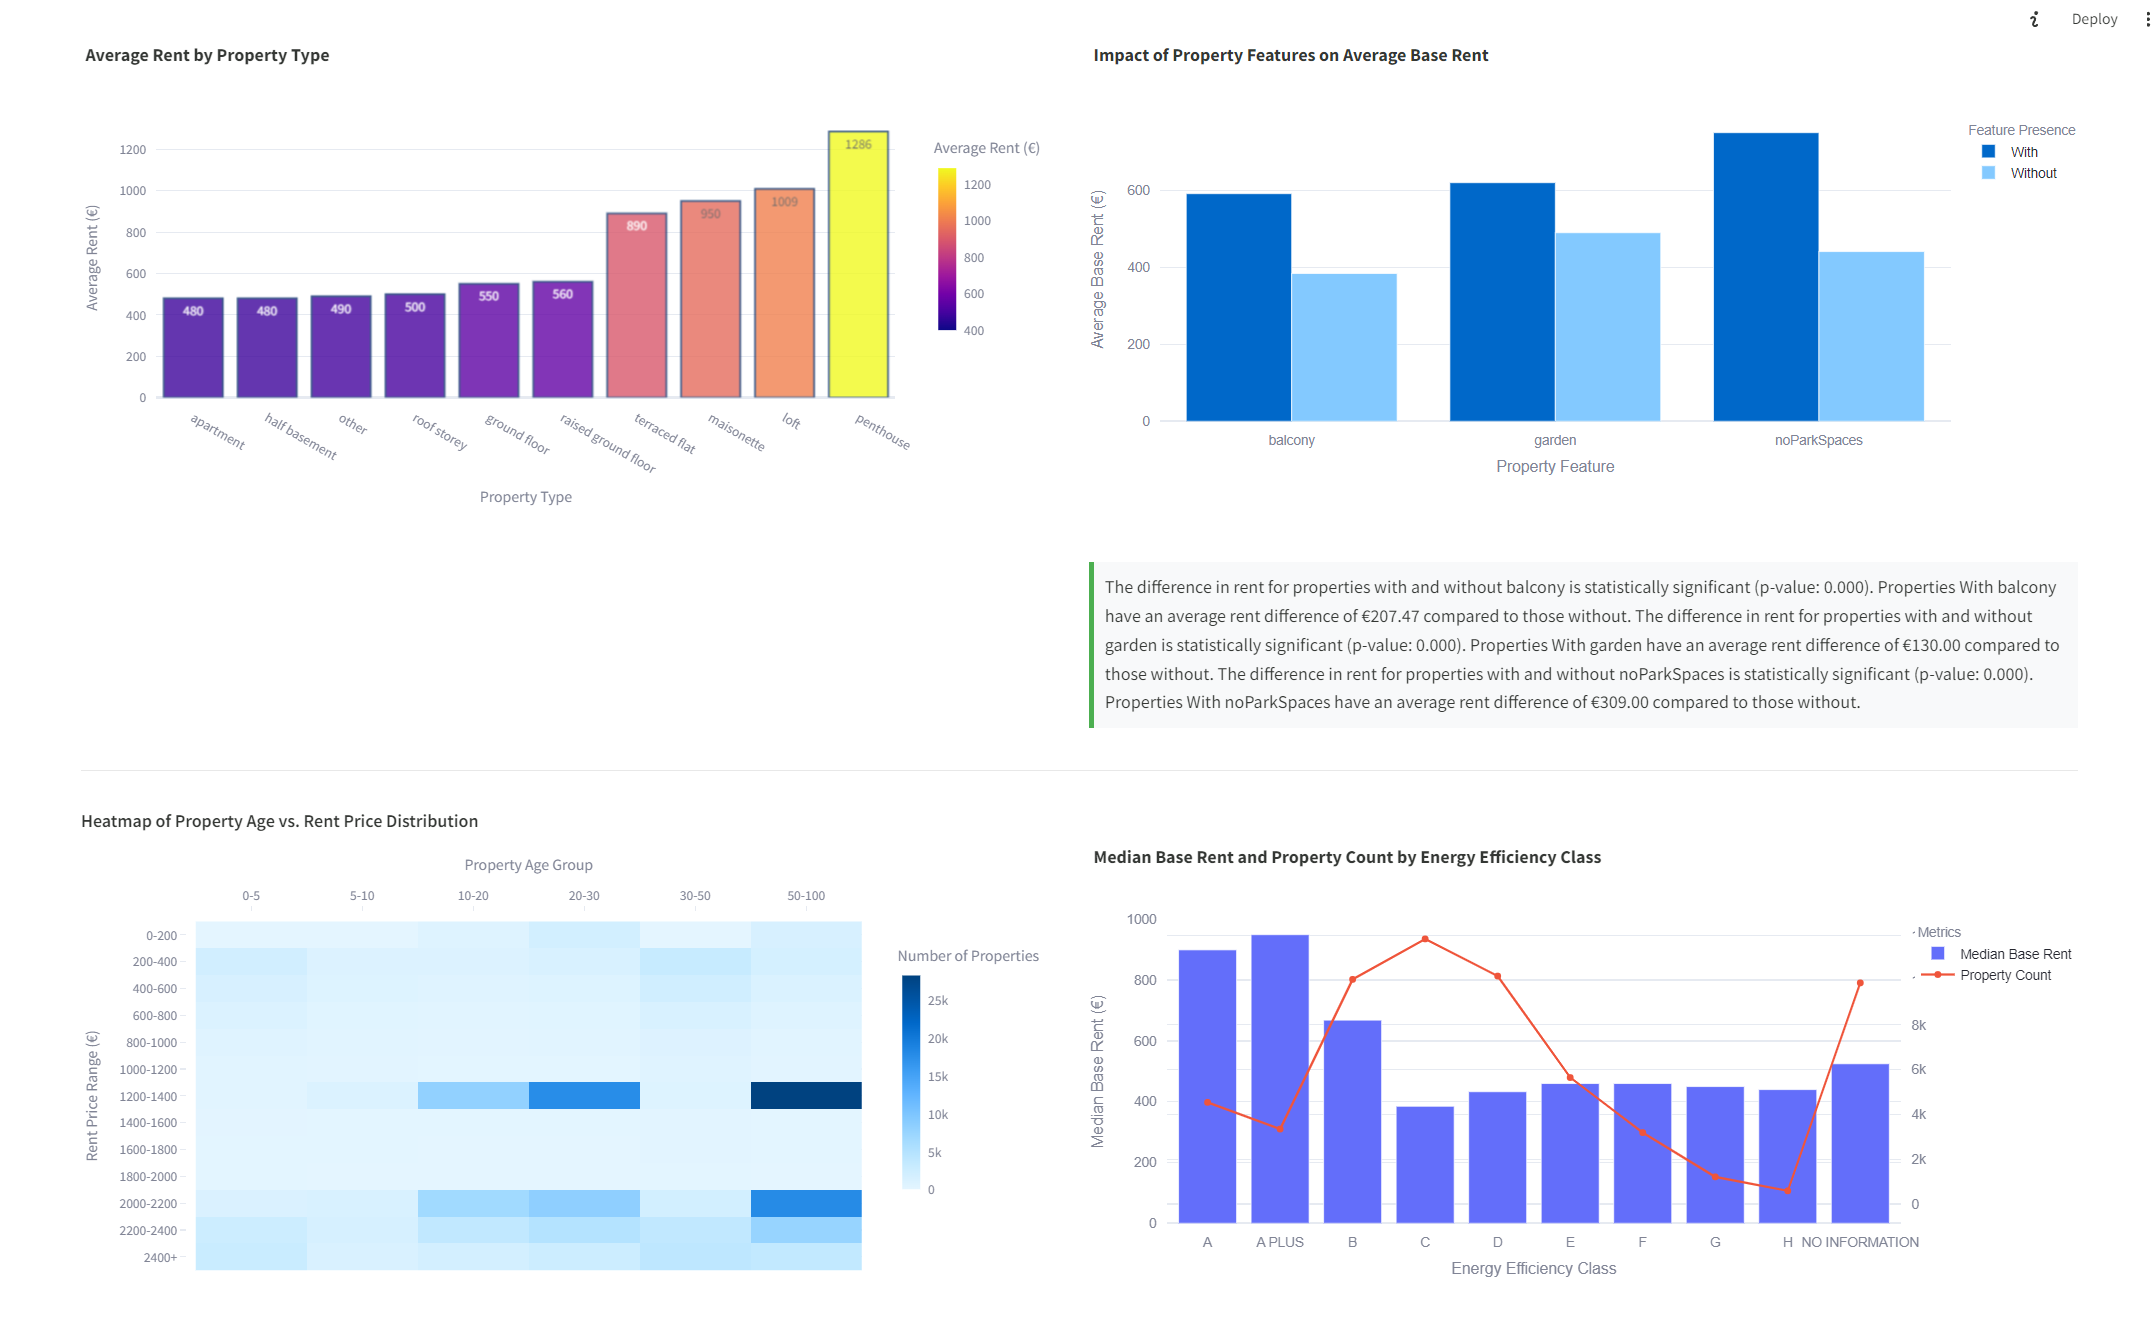 Deploy
Average Rent by Property Type
1200
1000
800
600
400
200
0
Average Rent (€)
480
480
490
500
550
560
890
950
1009
1286
apartment
half basement
other
roof storey
ground floor
raised ground floor
terraced flat
maisonette
loft
penthouse
Property Type
Average Rent (€)
1200
1000
800
600
400
Impact of Property Features on Average Base Rent
600
400
200
0
Average Base Rent (€)
balcony
garden
noParkSpaces
Property Feature
Feature Presence
With
Without
The difference in rent for properties with and without balcony is statistically significant (p-value: 0.000). Properties With balcony
have an average rent difference of €207.47 compared to those without. The difference in rent for properties with and without
garden is statistically significant (p-value: 0.000). Properties With garden have an average rent difference of €130.00 compared to
those without. The difference in rent for properties with and without noParkSpaces is statistically significant (p-value: 0.000).
Properties With noParkSpaces have an average rent difference of €309.00 compared to those without.
Heatmap of Property Age vs. Rent Price Distribution
Property Age Group
0-5
5-10
10-20
20-30
30-50
50-100
Rent Price Range (€)
0-200
200-400
400-600
600-800
800-1000
1000-1200
1200-1400
1400-1600
1600-1800
1800-2000
2000-2200
2200-2400
2400+
Number of Properties
25k
20k
15k
10k
5k
0
Median Base Rent and Property Count by Energy Efficiency Class
1000
800
600
400
200
0
Median Base Rent (€)
A
A PLUS
B
C
D
E
F
G
H
NO INFORMATION
Energy Efficiency Class
8k
6k
4k
2k
0
Metrics
Median Base Rent
Property Count